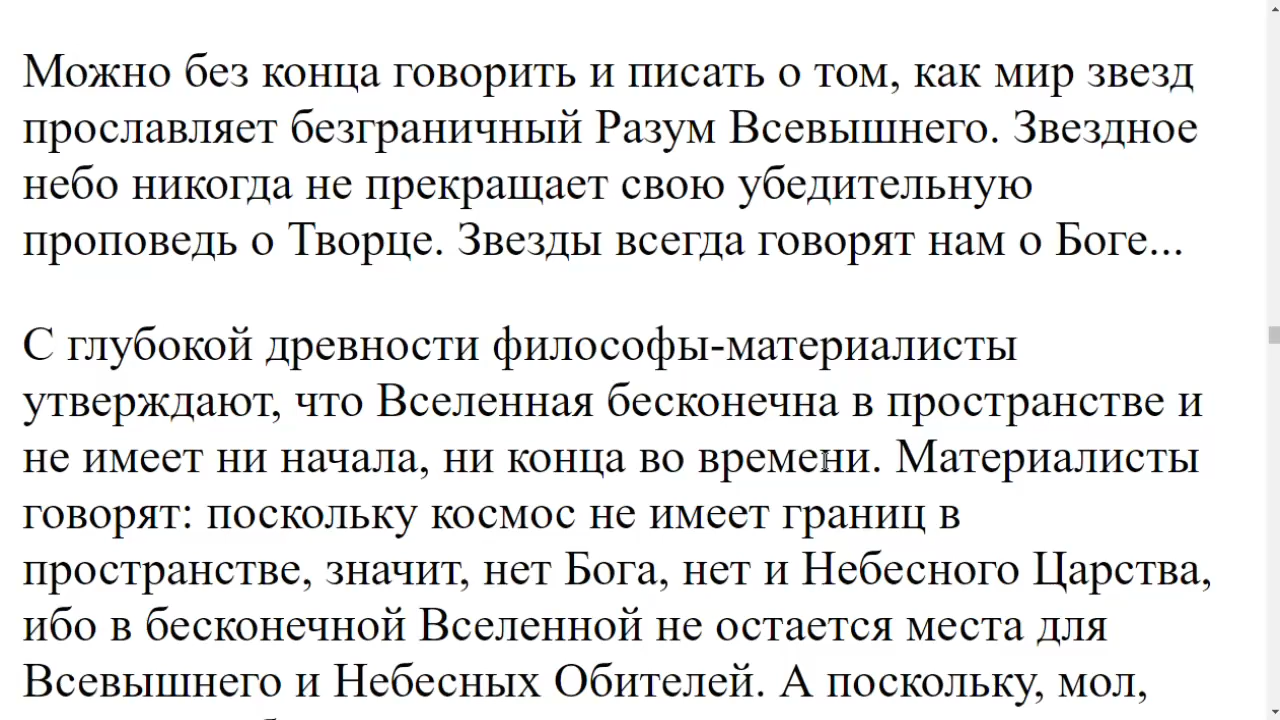 Можно без конца говорить и писать о том, как мир звезд
прославляет безграничный Разум Всевышнего. Звездное
небо никогда не прекращает свою убедительную
проповедь о Творце. Звезды всегда говорят нам о Боге...
С глубокой древности философы-материалисты
утверждают, что Вселенная бесконечна в пространстве и
не имеет ни начала, ни конца во времени. Материалисты
говорят: поскольку космос не имеет границ в
пространстве, значит, нет Бога, нет и Небесного Царства,
ибо в бесконечной Вселенной не остается места для
Всевышнего и Небесных Обителей. А поскольку, мол,